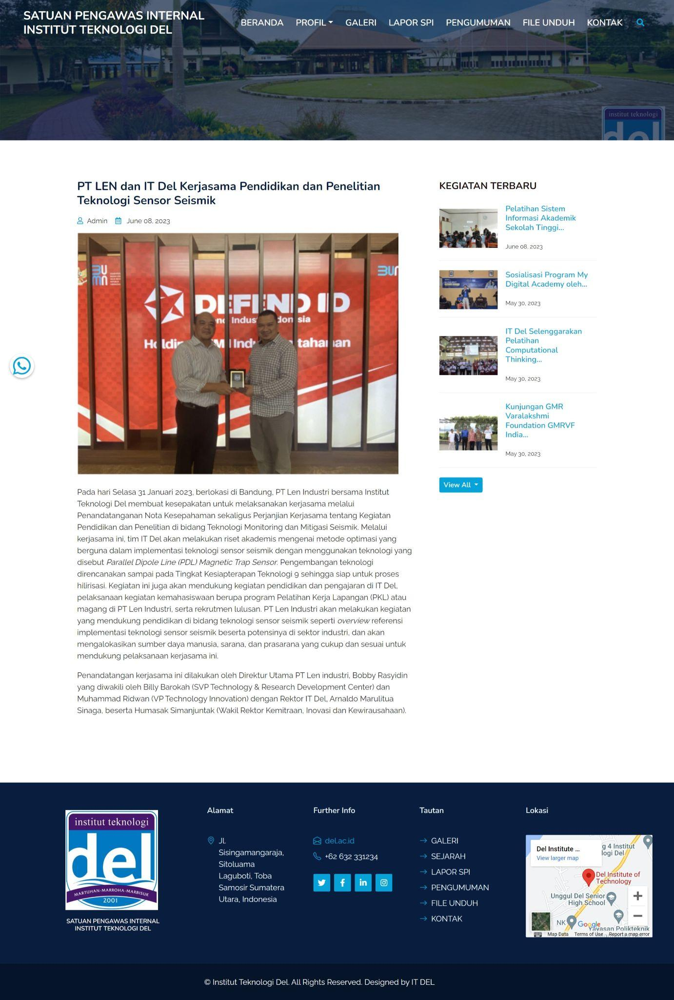 SATUAN PENGAWAS INTERNAL
INSTITUT TEKNOLOGI DEL
BERANDA PROFIL GALERI LAPOR SPI PENGUMUMAN FILE UNDUH KONTAK
institut teknologi
del
PT LEN dan IT Del Kerjasama Pendidikan dan Penelitian
Teknologi Sensor Seismik
Admin June 08, 2023
DEFEND ID
Pada hari Selasa 31 Januari 2023, berlokasi di Bandung, PT Len Industri bersama Institut
Teknologi Del membuat kesepakatan untuk melaksanakan kerjasama melalui
Penandatanganan Nota Kesepahaman sekaligus Perjanjian Kerjasama tentang Kegiatan
Pendidikan dan Penelitian di bidang Teknologi Monitoring dan Mitigasi Seismik. Melalui
kerjasama ini, tim IT Del akan melakukan riset akademis mengenai metode optimasi yang
berguna dalam implementasi teknologi sensor seismik dengan menggunakan teknologi yang
disebut Parallel Dipole Line (PDL) Magnetic Trap Sensor. Pengembangan teknologi
direncanakan sampai pada Tingkat Kesiapterapan Teknologi 9 sehingga siap untuk proses
hilirisasi. Kegiatan ini juga akan mendukung kegiatan pendidikan dan pengajaran di IT Del,
pelaksanaan kegiatan kemahasiswaan berupa program Pelatihan Kerja Lapangan (PKL) atau
magang di PT Len Industri, serta rekrutmen lulusan. PT Len Industri akan melakukan kegiatan
yang mendukung pendidikan di bidang teknologi sensor seismik seperti overview referensi
implementasi teknologi sensor seismik beserta potensinya di sektor industri, dan akan
mengalokasikan sumber daya manusia, sarana, dan prasarana yang cukup dan sesuai untuk
mendukung pelaksanaan kerjasama ini.
Penandatangan kerjasama ini dilakukan oleh Direktur Utama PT Len industri, Bobby Rasyidin
yang diwakili oleh Billy Barokah (SVP Technology & Research Development Center) dan
Muhammad Ridwan (VP Technology Innovation) dengan Rektor IT Del, Arnaldo Marulitua
Sinaga, beserta Humasak Simanjuntak (Wakil Rektor Kemitraan, Inovasi dan Kewirausahaan).
KEGIATAN TERBARU
Pelatihan Sistem
Informasi Akademik
Sekolah Tinggi...
June 08, 2023
Sosialisasi Program My
Digital Academy oleh...
May 30, 2023
IT Del Selenggarakan
Pelatihan
Computational
Thinking...
May 30, 2023
Kunjungan GMR
Varalakshmi
Foundation GMRVF
India...
May 30, 2023
View All
institut teknologi
del
MARTUHAN-MARROHA-MARBISUK
2001
SATUAN PENGAWAS INTERNAL
INSTITUT TEKNOLOGI DEL
Alamat
Jl.
Sisingamangaraja,
Sitoluama
Laguboti, Toba
Samosir Sumatera
Utara, Indonesia
Further Info
del.ac.id
+62 632 331234
Tautan
GALERI
SEJARAH
LAPOR SPI
PENGUMUMAN
FILE UNDUH
KONTAK
Lokasi
Del Institute ...
View larger map
g 4 Institut
logi Del
Del Institute of
Technology
Unggul Del Senior
High School
NK
Google
Yayasan Polikteknik
Map Data Terms of Use Report a map error
© Institut Teknologi Del. All Rights Reserved. Designed by IT DEL